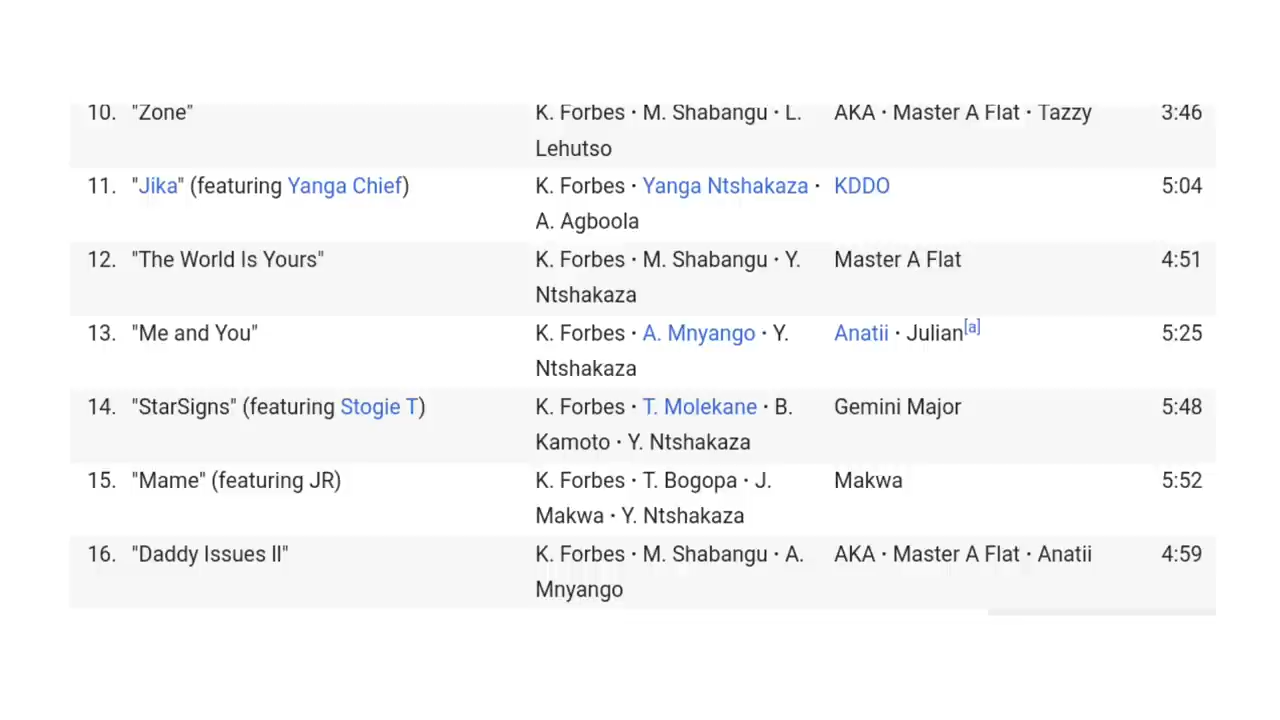 10. "Zone" K. Forbes · M. Shabangu · L. AKA · Master A Flat · Tazzy 3:46
Lehutso
11. "Jika" (featuring Yanga Chief) K. Forbes · Yanga Ntshakaza · KDDO 5:04
A. Agboola
12. "The World Is Yours" K. Forbes · M. Shabangu · Y. Master A Flat 4:51
Ntshakaza
13. "Me and You" K. Forbes · A. Mnyango · Y. Anatii · Julian[a] 5:25
Ntshakaza
14. "StarSigns" (featuring Stogie T) K. Forbes · T. Molekane · B. Gemini Major 5:48
Kamoto · Y. Ntshakaza
15. "Mame" (featuring JR) K. Forbes · T. Bogopa · J. Makwa 5:52
Makwa · Y. Ntshakaza
16. "Daddy Issues II" K. Forbes · M. Shabangu · A. AKA · Master A Flat · Anatii 4:59
Mnyango